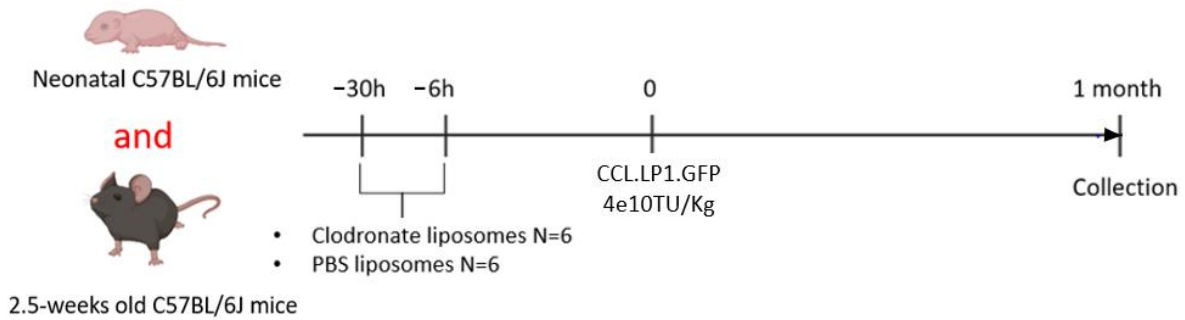 Neonatal C57BL/6J mice
and
2.5-weeks old C57BL/6J mice
−30h −6h 0 1 month
CCL.LP1.GFP
4e10TU/Kg
Collection
• Clodronate liposomes N=6
• PBS liposomes N=6